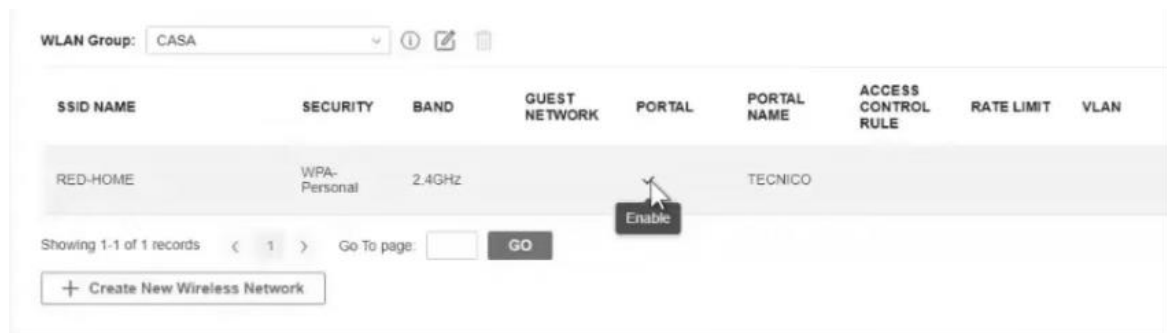 WLAN Group: CASA
SSID NAME SECURITY BAND GUEST NETWORK PORTAL PORTAL NAME ACCESS CONTROL RULE RATE LIMIT VLAN
RED-HOME WPA-Personal 2.4GHz TECNICO
Enable
Showing 1-1 of 1 records < 1 > Go To page: GO
+ Create New Wireless Network